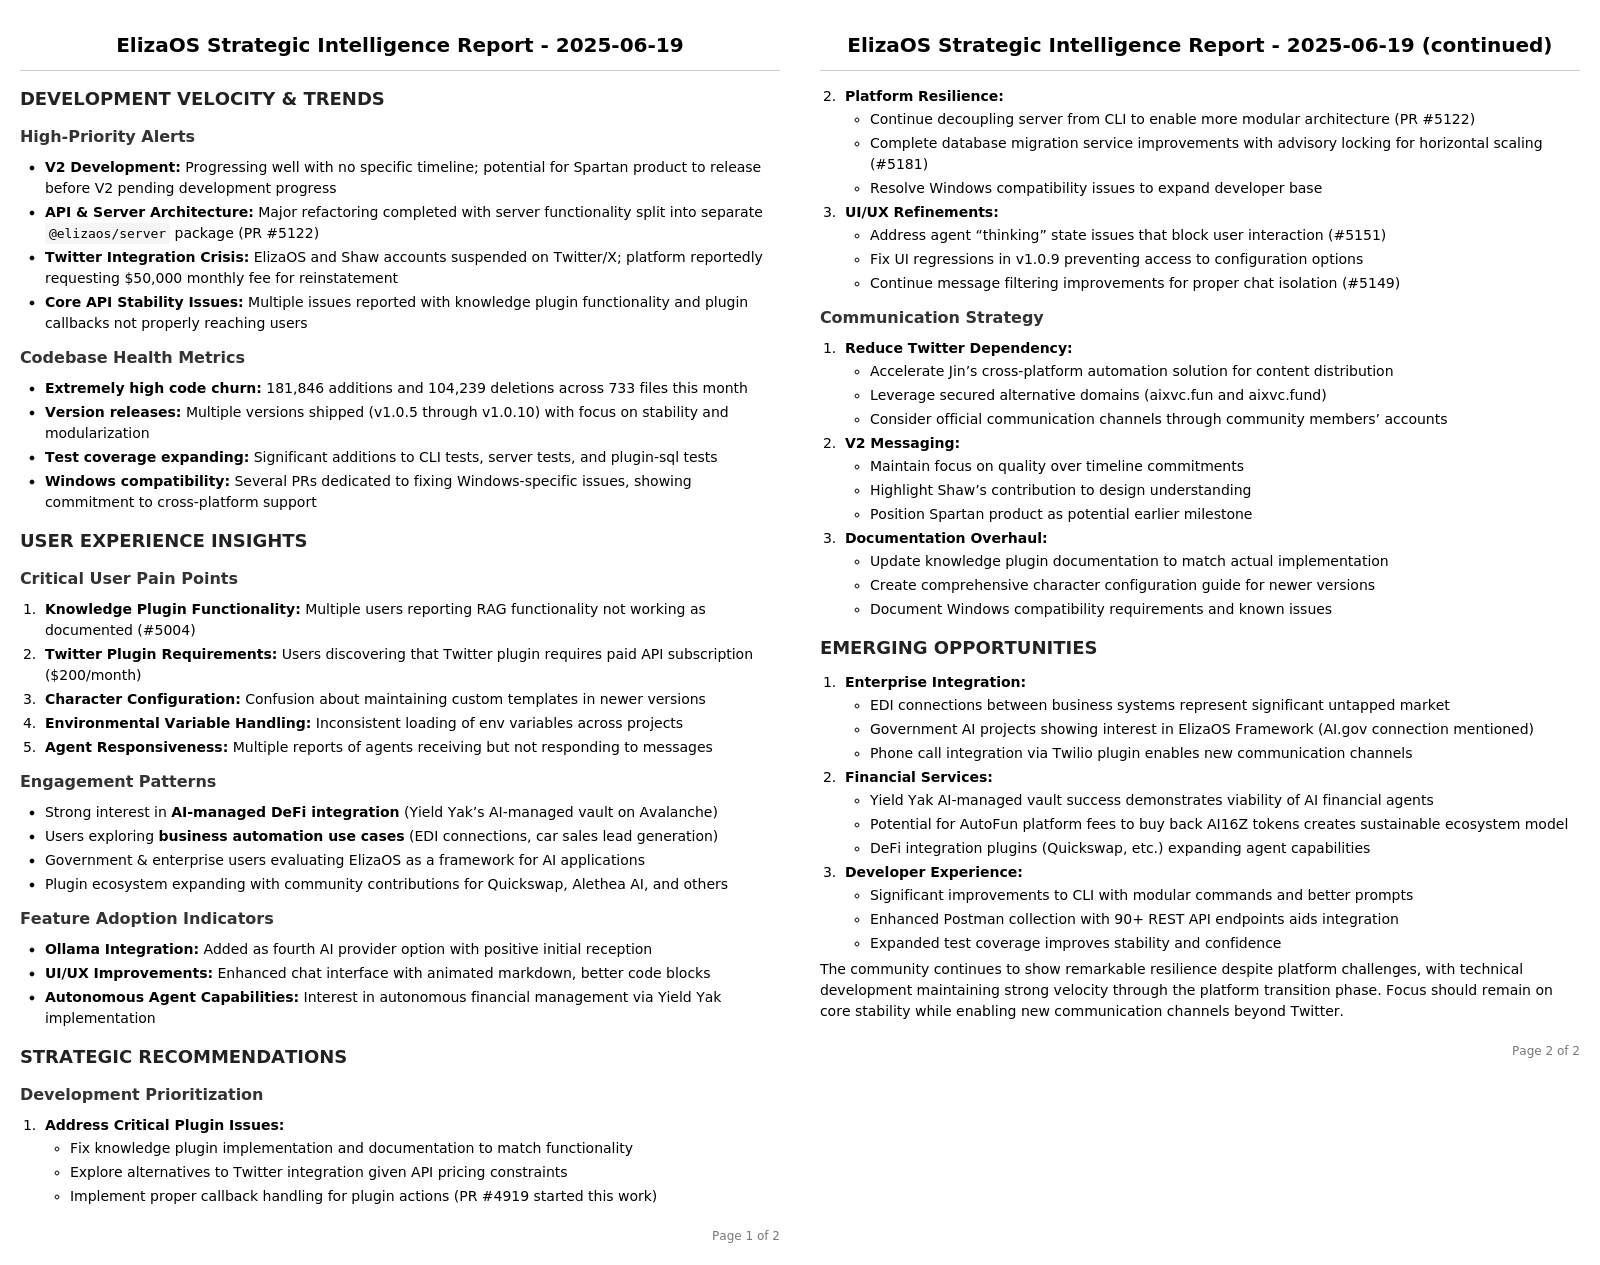 ElizaOS Strategic Intelligence Report - 2025-06-19
DEVELOPMENT VELOCITY & TRENDS
High-Priority Alerts
• V2 Development: Progressing well with no specific timeline; potential for Spartan product to release
before V2 pending development progress
• API & Server Architecture: Major refactoring completed with server functionality split into separate
@elizaos/server package (PR #5122)
• Twitter Integration Crisis: ElizaOS and Shaw accounts suspended on Twitter/X; platform reportedly
requesting $50,000 monthly fee for reinstatement
• Core API Stability Issues: Multiple issues reported with knowledge plugin functionality and plugin
callbacks not properly reaching users
Codebase Health Metrics
• Extremely high code churn: 181,846 additions and 104,239 deletions across 733 files this month
• Version releases: Multiple versions shipped (v1.0.5 through v1.0.10) with focus on stability and
modularization
• Test coverage expanding: Significant additions to CLI tests, server tests, and plugin-sql tests
• Windows compatibility: Several PRs dedicated to fixing Windows-specific issues, showing
commitment to cross-platform support
USER EXPERIENCE INSIGHTS
Critical User Pain Points
1. Knowledge Plugin Functionality: Multiple users reporting RAG functionality not working as
documented (#5004)
2. Twitter Plugin Requirements: Users discovering that Twitter plugin requires paid API subscription
($200/month)
3. Character Configuration: Confusion about maintaining custom templates in newer versions
4. Environmental Variable Handling: Inconsistent loading of env variables across projects
5. Agent Responsiveness: Multiple reports of agents receiving but not responding to messages
Engagement Patterns
• Strong interest in AI-managed DeFi integration (Yield Yak’s AI-managed vault on Avalanche)
• Users exploring business automation use cases (EDI connections, car sales lead generation)
• Government & enterprise users evaluating ElizaOS as a framework for AI applications
• Plugin ecosystem expanding with community contributions for Quickswap, Alethea AI, and others
Feature Adoption Indicators
• Ollama Integration: Added as fourth AI provider option with positive initial reception
• UI/UX Improvements: Enhanced chat interface with animated markdown, better code blocks
• Autonomous Agent Capabilities: Interest in autonomous financial management via Yield Yak
implementation
STRATEGIC RECOMMENDATIONS
Development Prioritization
1. Address Critical Plugin Issues:
◦ Fix knowledge plugin implementation and documentation to match functionality
◦ Explore alternatives to Twitter integration given API pricing constraints
◦ Implement proper callback handling for plugin actions (PR #4919 started this work)
Page 1 of 2
ElizaOS Strategic Intelligence Report - 2025-06-19 (continued)
2. Platform Resilience:
◦ Continue decoupling server from CLI to enable more modular architecture (PR #5122)
◦ Complete database migration service improvements with advisory locking for horizontal scaling
(#5181)
◦ Resolve Windows compatibility issues to expand developer base
3. UI/UX Refinements:
◦ Address agent “thinking” state issues that block user interaction (#5151)
◦ Fix UI regressions in v1.0.9 preventing access to configuration options
◦ Continue message filtering improvements for proper chat isolation (#5149)
Communication Strategy
1. Reduce Twitter Dependency:
◦ Accelerate Jin’s cross-platform automation solution for content distribution
◦ Leverage secured alternative domains (aixvc.fun and aixvc.fund)
◦ Consider official communication channels through community members’ accounts
2. V2 Messaging:
◦ Maintain focus on quality over timeline commitments
◦ Highlight Shaw’s contribution to design understanding
◦ Position Spartan product as potential earlier milestone
3. Documentation Overhaul:
◦ Update knowledge plugin documentation to match actual implementation
◦ Create comprehensive character configuration guide for newer versions
◦ Document Windows compatibility requirements and known issues
EMERGING OPPORTUNITIES
1. Enterprise Integration:
◦ EDI connections between business systems represent significant untapped market
◦ Government AI projects showing interest in ElizaOS Framework (AI.gov connection mentioned)
◦ Phone call integration via Twilio plugin enables new communication channels
2. Financial Services:
◦ Yield Yak AI-managed vault success demonstrates viability of AI financial agents
◦ Potential for AutoFun platform fees to buy back AI16Z tokens creates sustainable ecosystem model
◦ DeFi integration plugins (Quickswap, etc.) expanding agent capabilities
3. Developer Experience:
◦ Significant improvements to CLI with modular commands and better prompts
◦ Enhanced Postman collection with 90+ REST API endpoints aids integration
◦ Expanded test coverage improves stability and confidence
The community continues to show remarkable resilience despite platform challenges, with technical
development maintaining strong velocity through the platform transition phase. Focus should remain on
core stability while enabling new communication channels beyond Twitter.
Page 2 of 2